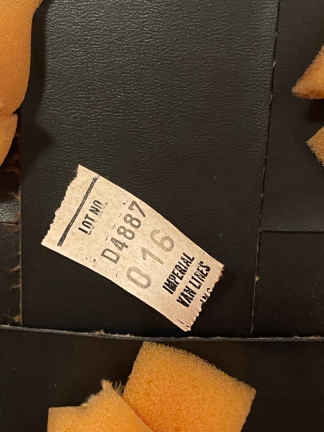 LOT NO.
D4887
016
IMPERIAL
VAN LINES